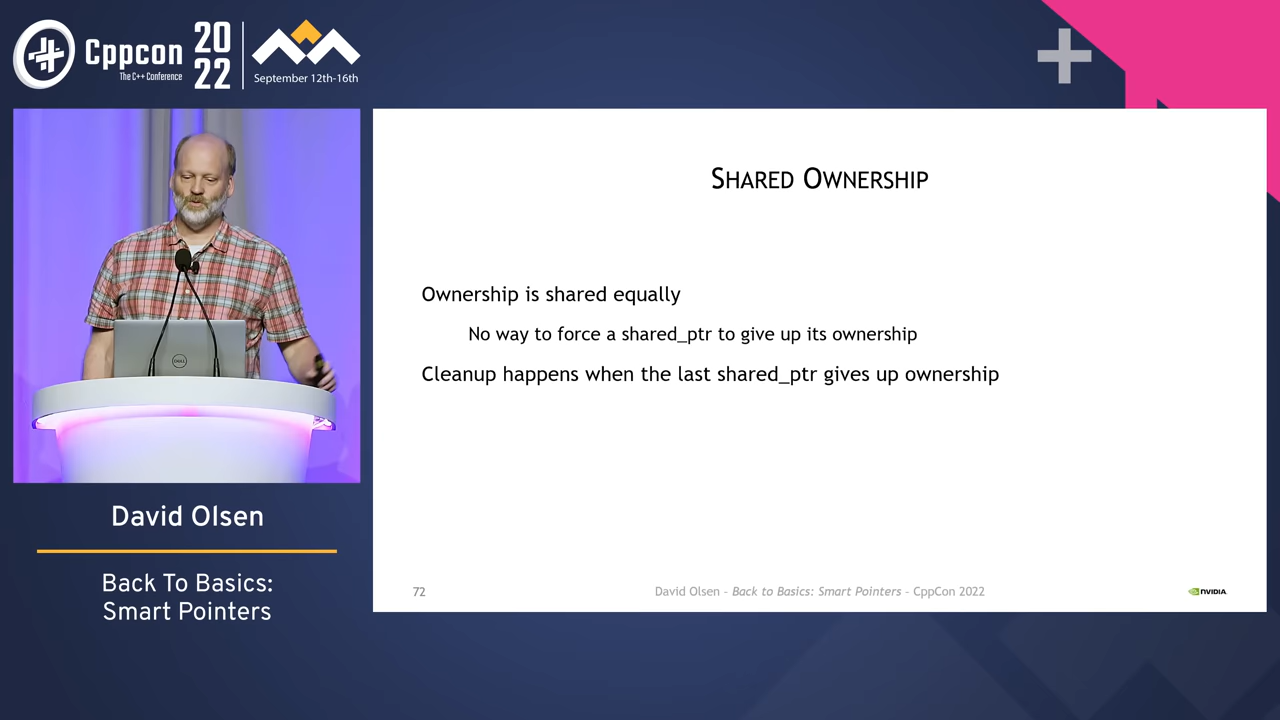 Cppcon
The C++ Conference
20
22
September 12th-16th
SHARED OWNERSHIP
Ownership is shared equally
No way to force a shared_ptr to give up its ownership
Cleanup happens when the last shared_ptr gives up ownership
72
David Olsen – Back to Basics: Smart Pointers – CppCon 2022
NVIDIA
DELL
David Olsen
Back To Basics:
Smart Pointers